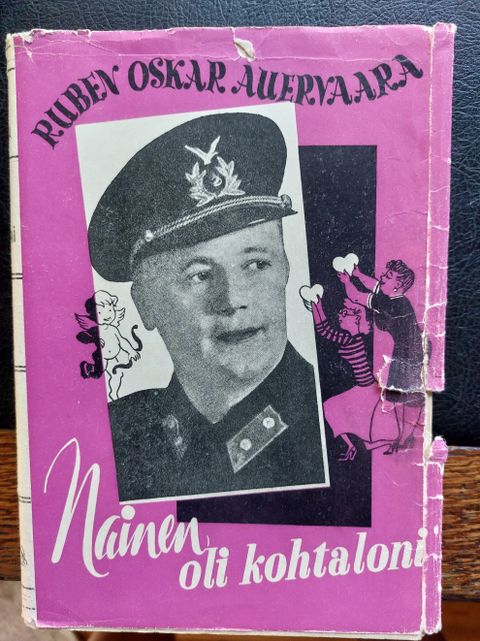 RUBEN OSKAR AUERVAARA
Nainen
oli kohtaloni